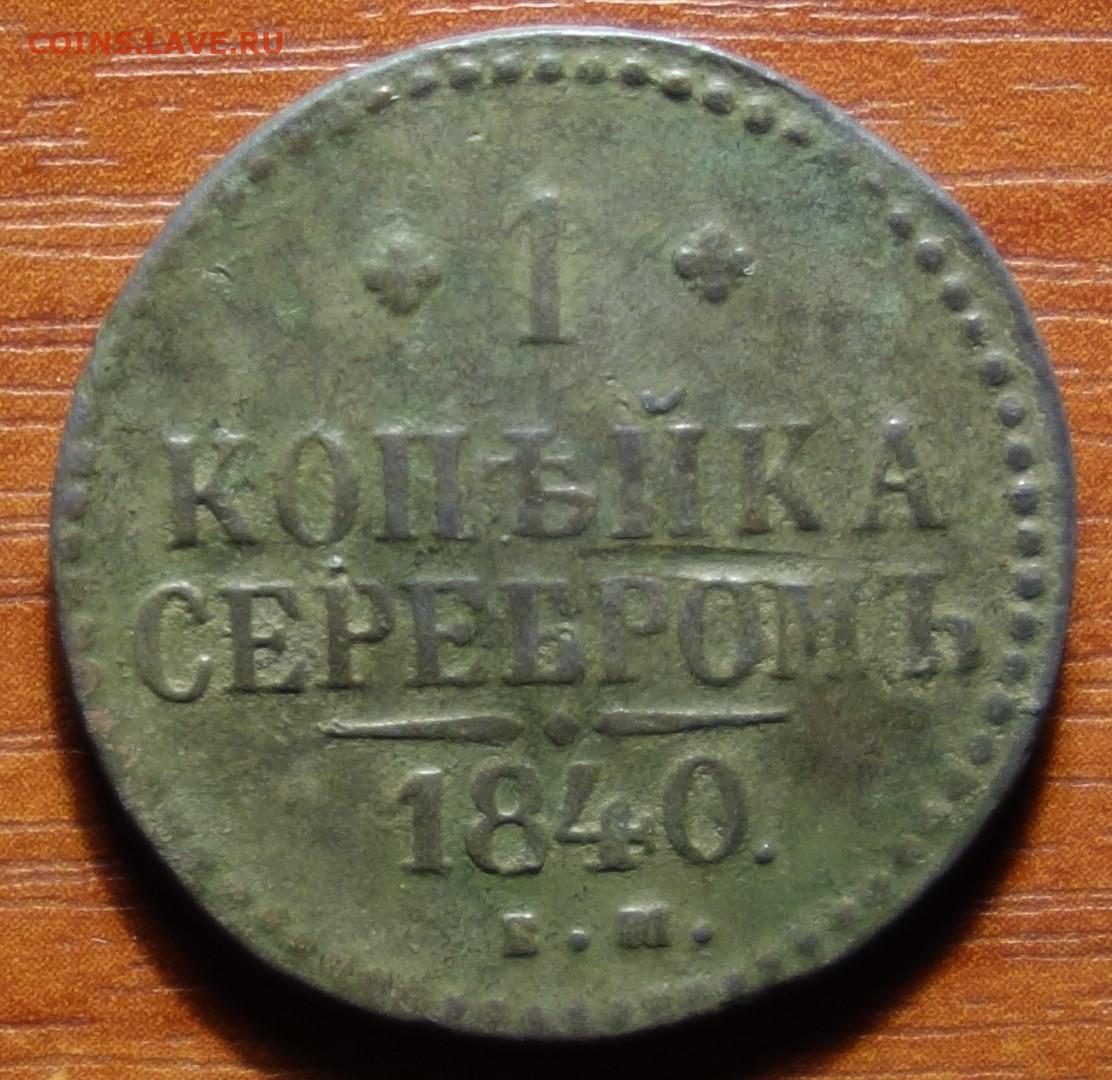 COINS.LAVE.RU
1
КОПѢЙКА
СЕРЕБРОМЪ
1840.
Е.М.